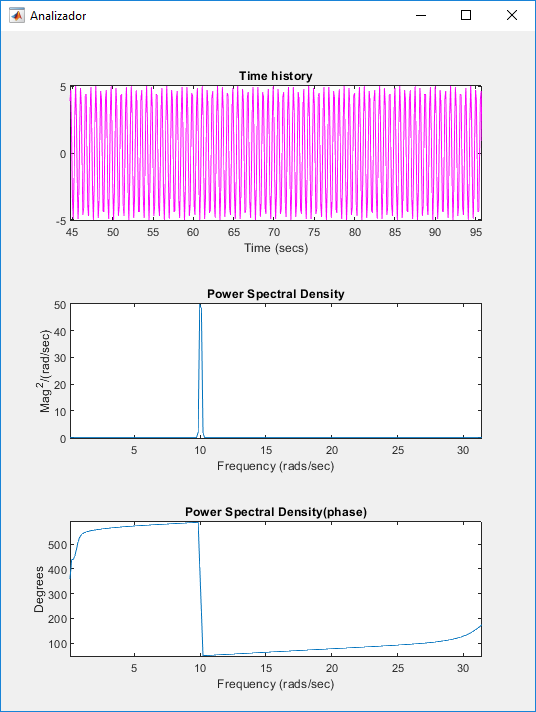 Analizador
Time history
5
0
-5
45 50 55 60 65 70 75 80 85 90 95
Time (secs)
Power Spectral Density
Mag²/(rad/sec)
50
40
30
20
10
0
5 10 15 20 25 30
Frequency (rads/sec)
Power Spectral Density(phase)
Degrees
500
400
300
200
100
5 10 15 20 25 30
Frequency (rads/sec)